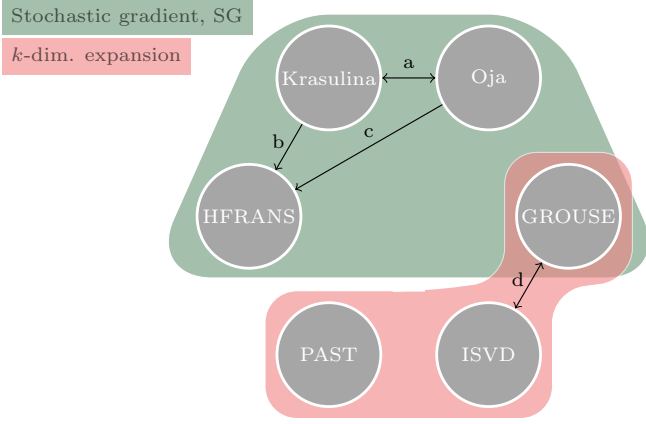 Stochastic gradient, SG
k-dim. expansion
Krasulina
a
Oja
b
c
HFRANS
GROUSE
d
PAST
ISVD